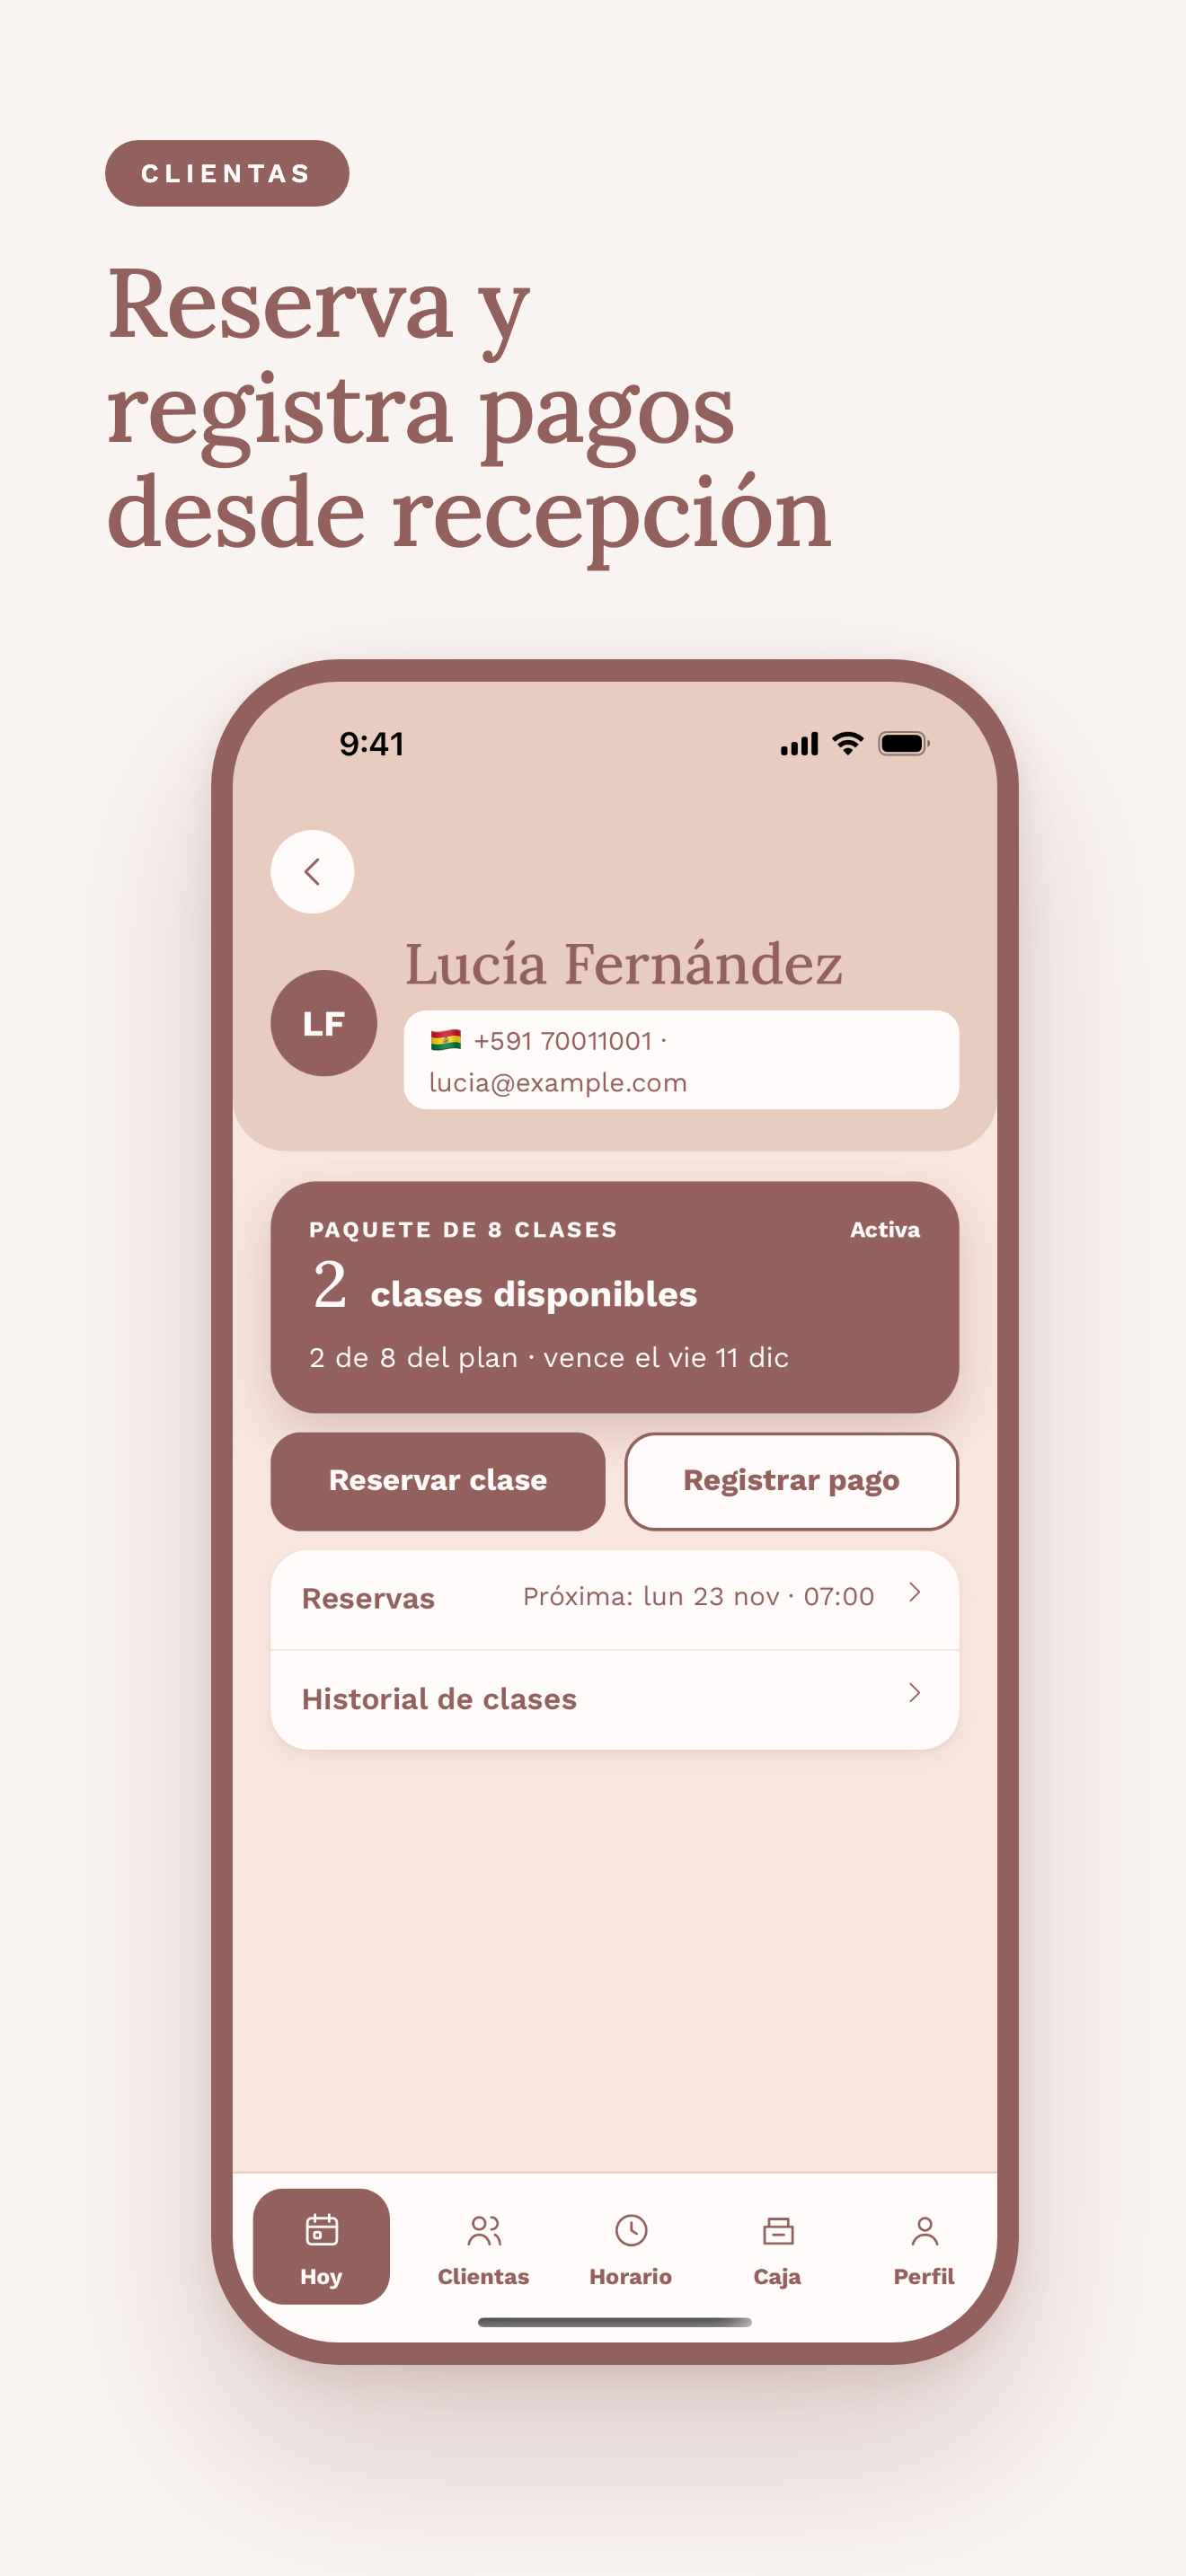 CLIENTAS
Reserva y
registra pagos
desde recepción
9:41
Lucía Fernández
LF
+591 70011001 ·
lucia@example.com
PAQUETE DE 8 CLASES
Activa
2 clases disponibles
2 de 8 del plan · vence el vie 11 dic
Reservar clase
Registrar pago
Reservas
Próxima: lun 23 nov · 07:00
Historial de clases
Hoy
Clientas
Horario
Caja
Perfil